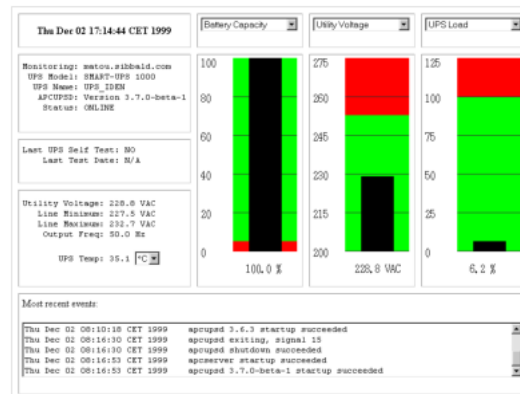 Thu Dec 02 17:14:44 CET 1999
Monitoring: matou.sibbald.com
UPS Model: SMART-UPS 1000
UPS Name: UPS_IDEN
APCUPSD: Version 3.7.0-beta-1
Status: ONLINE
Last UPS Self Test: NO
Last Test Date: N/A
Utility Voltage: 228.8 VAC
Line Minimum: 227.5 VAC
Line Maximum: 232.7 VAC
Output Freq: 50.0 Hz
UPS Temp: 35.1 °C
Battery Capacity
100
80
60
40
20
0
100.0 %
Utility Voltage
275
260
245
230
215
200
228.8 VAC
UPS Load
125
100
75
50
25
0
6.2 %
Most recent events:
Thu Dec 02 08:10:18 CET 1999 apcupsd 3.6.3 startup succeeded
Thu Dec 02 08:16:30 CET 1999 apcupsd exiting, signal 15
Thu Dec 02 08:16:30 CET 1999 apcupsd shutdown succeeded
Thu Dec 02 08:16:53 CET 1999 apcserver startup succeeded
Thu Dec 02 08:16:53 CET 1999 apcupsd 3.7.0-beta-1 startup succeeded